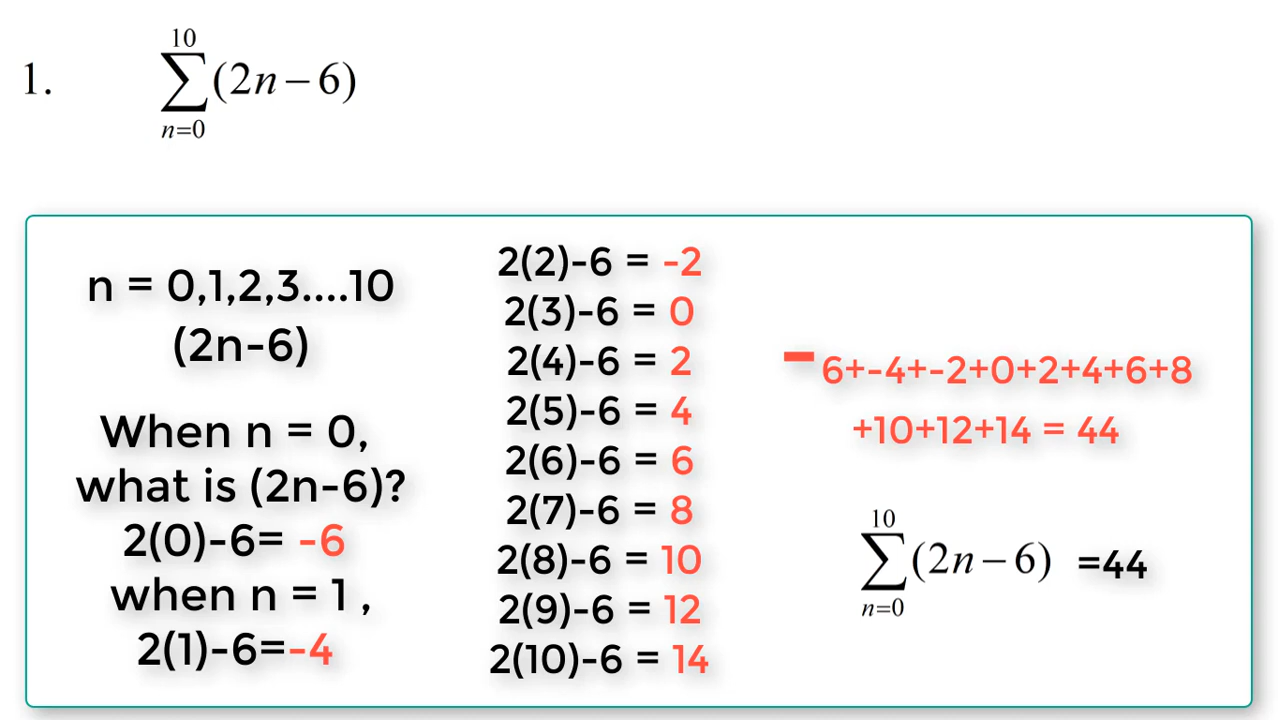 1.
10
∑(2n – 6)
n=0
n = 0,1,2,3....10
(2n-6)
When n = 0,
what is (2n-6)?
2(0)-6= -6
when n = 1 ,
2(1)-6=-4
2(2)-6 = -2
2(3)-6 = 0
2(4)-6 = 2
2(5)-6 = 4
2(6)-6 = 6
2(7)-6 = 8
2(8)-6 = 10
2(9)-6 = 12
2(10)-6 = 14
-6+-4+-2+0+2+4+6+8
+10+12+14 = 44
10
∑(2n – 6) =44
n=0